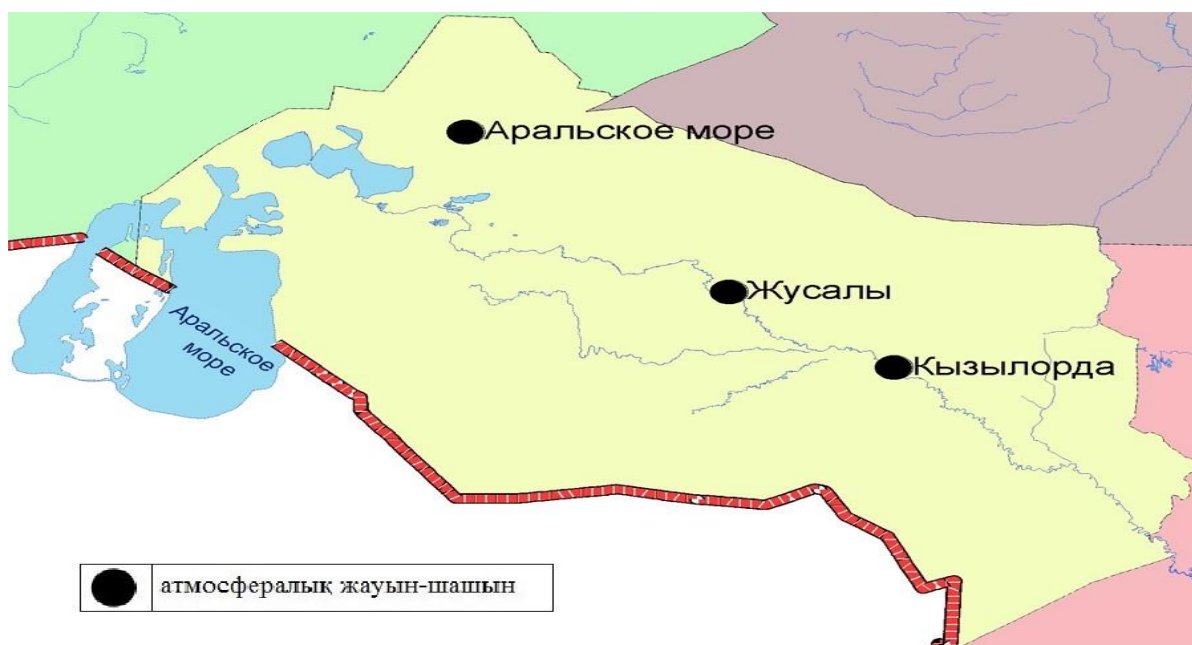 Аральское море
Жусалы
Аральское
море
Кызылорда
атмосфералық жауын-шашын